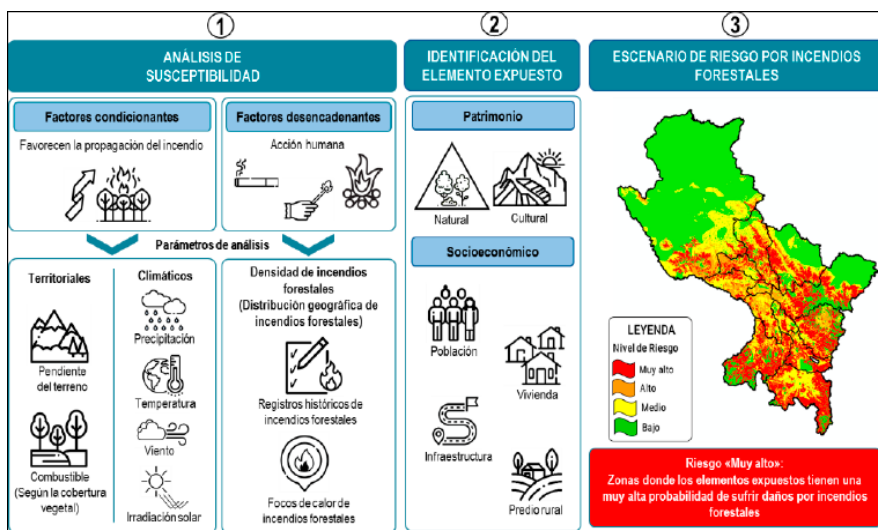 1
ANÁLISIS DE
SUSCEPTIBILIDAD
Factores condicionantes
Favorecen la propagación del incendio
Factores desencadenantes
Acción humana
Parámetros de análisis
Territoriales
Pendiente
del terreno
Combustible
(Según la cobertura
vegetal)
Climáticos
Precipitación
Temperatura
Viento
Irradiación solar
Densidad de incendios
forestales
(Distribución geográfica de
incendios forestales)
Registros históricos de
incendios forestales
Focos de calor de
incendios forestales
2
IDENTIFICACIÓN DEL
ELEMENTO EXPUESTO
Patrimonio
Natural
Cultural
Socioeconómico
Población
Vivienda
Infraestructura
Predio rural
3
ESCENARIO DE RIESGO POR INCENDIOS
FORESTALES
LEYENDA
Nivel de Riesgo
Muy alto
Alto
Medio
Bajo
Riesgo «Muy alto»:
Zonas donde los elementos expuestos tienen una
muy alta probabilidad de sufrir daños por incendios
forestales